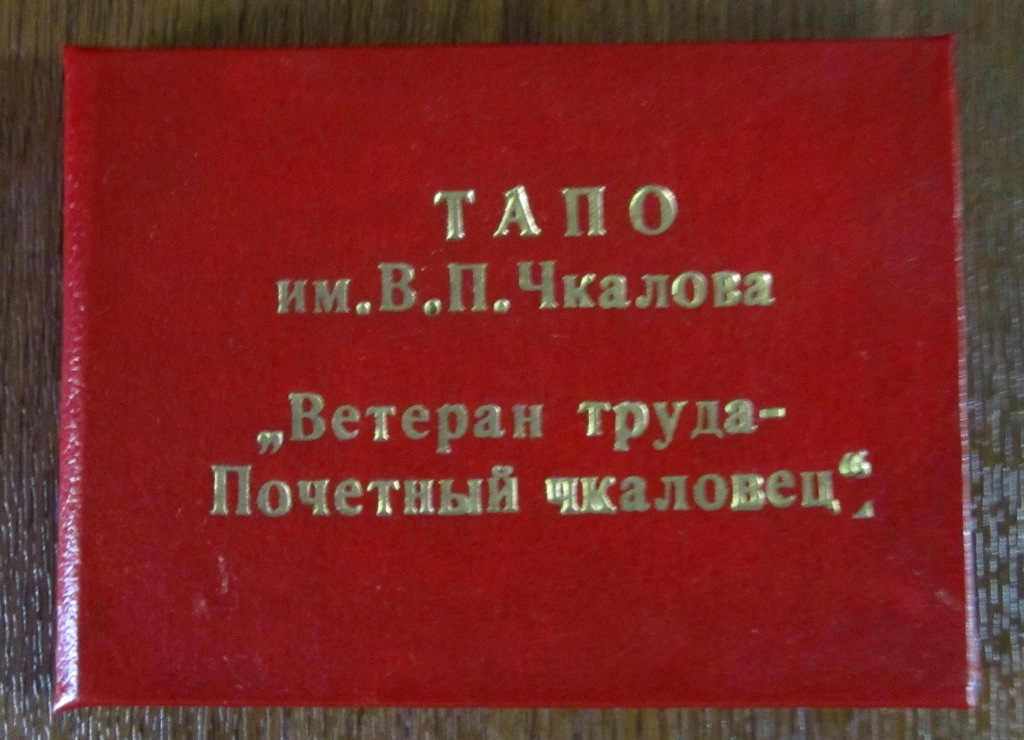 ТАПО
им.В.П.Чкалова
„Ветеран труда-
Почетный чкаловец“